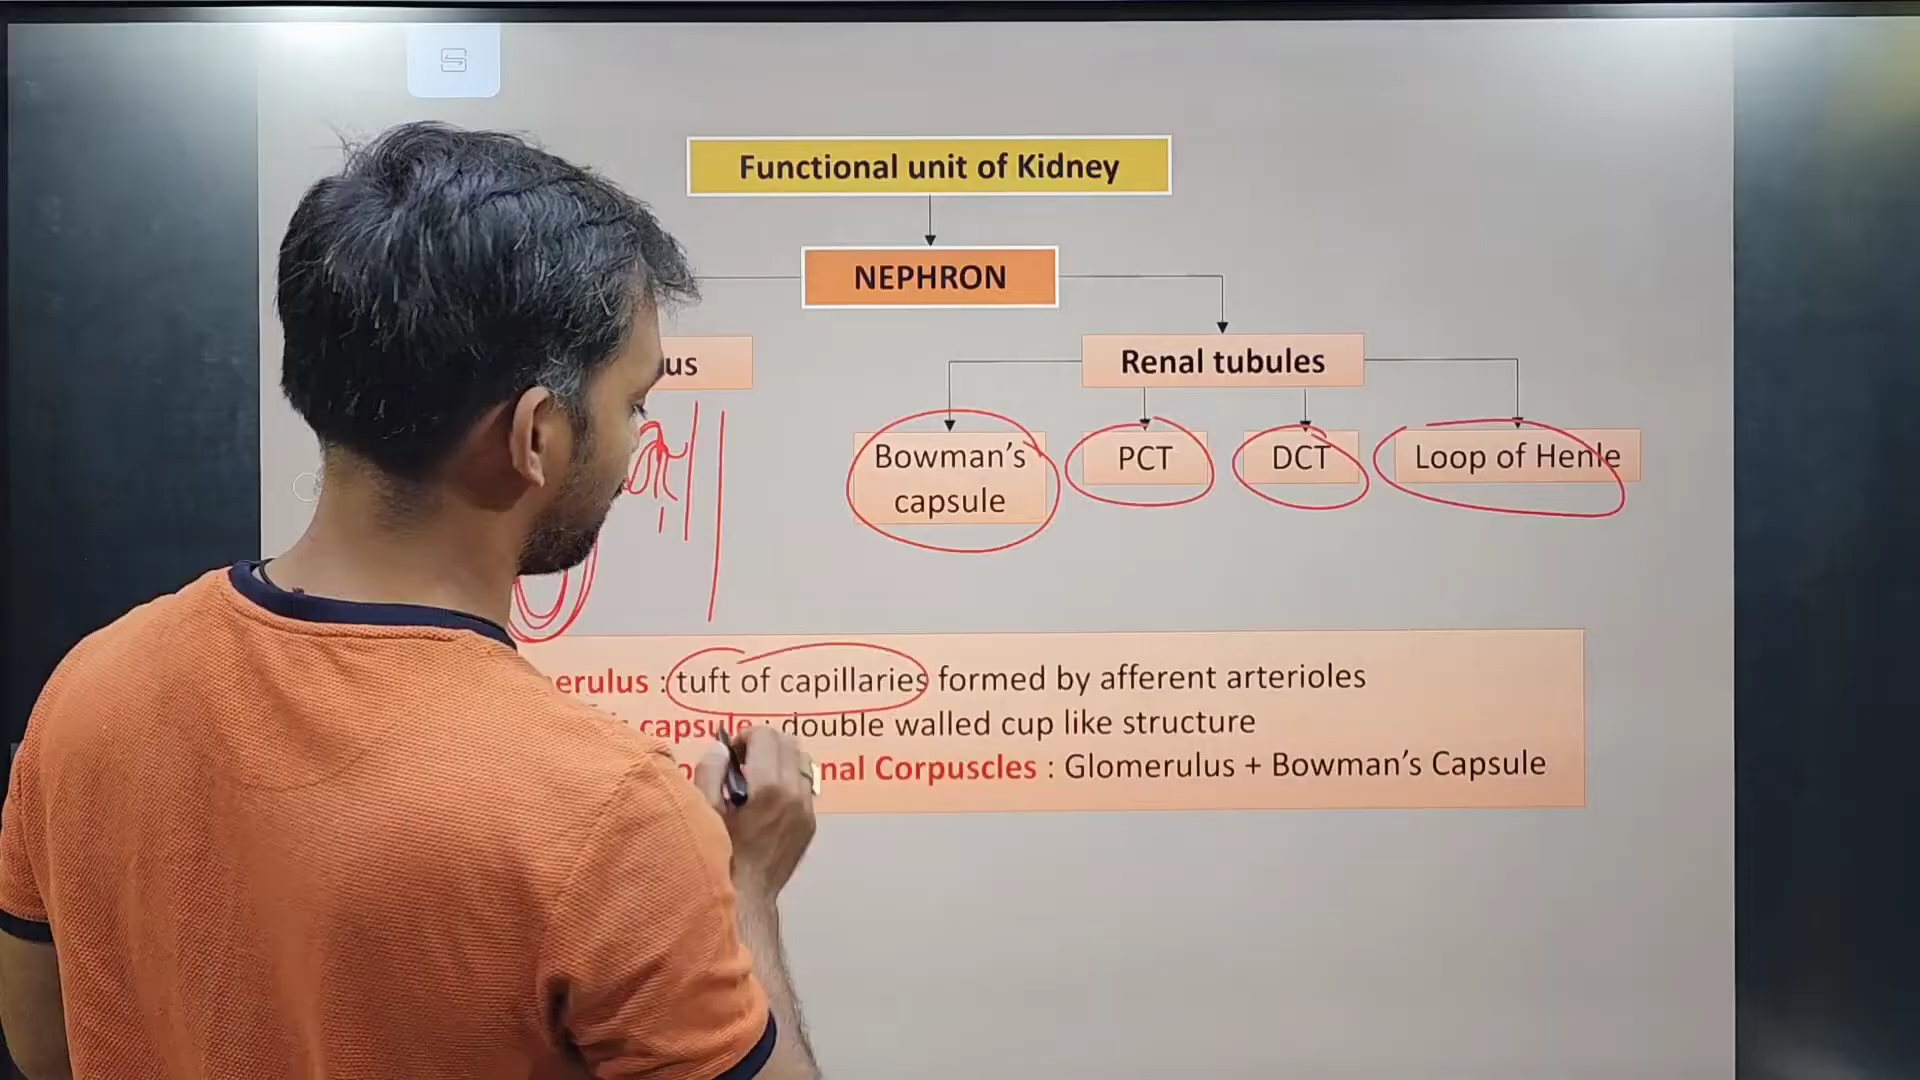 Functional unit of Kidney
NEPHRON
us
Renal tubules
Bowman's
capsule
PCT
DCT
Loop of Henle
erulus : tuft of capillaries formed by afferent arterioles
capsule : double walled cup like structure
nal Corpuscles : Glomerulus + Bowman's Capsule